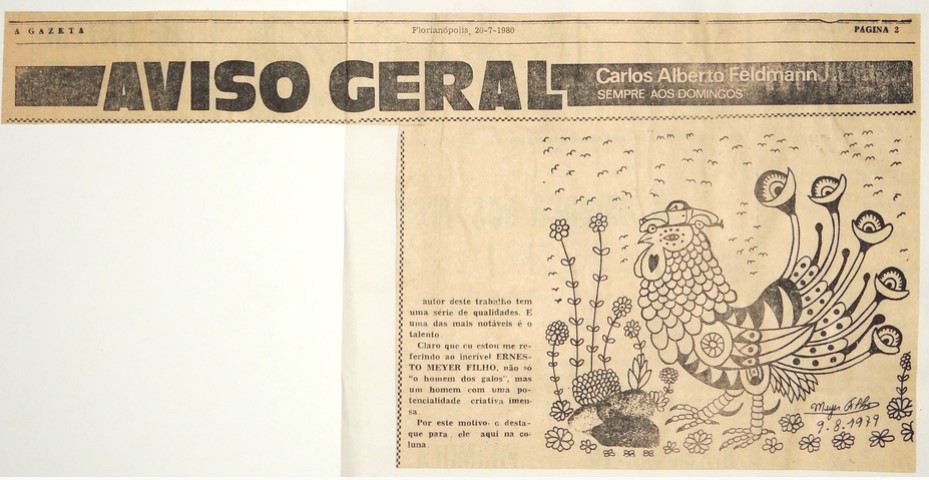 A GAZETA
Florianópolis, 20-7-1980
PÁGINA 2
AVISO GERAL
Carlos Alberto Feldmann
SEMPRE AOS DOMINGOS
autor deste trabalho tem
uma série de qualidades. E
uma das mais notáveis é o
talento
Claro que eu estou me re-
ferindo ao incrível ERNES-
TO MEYER FILHO, não só
"o homem dos galos", mas
um homem com uma po-
tencialidade criativa imen-
sa
Por este motivo o desta-
que para ele aqui na co-
luna.
Meyer Filho
9.8.1979